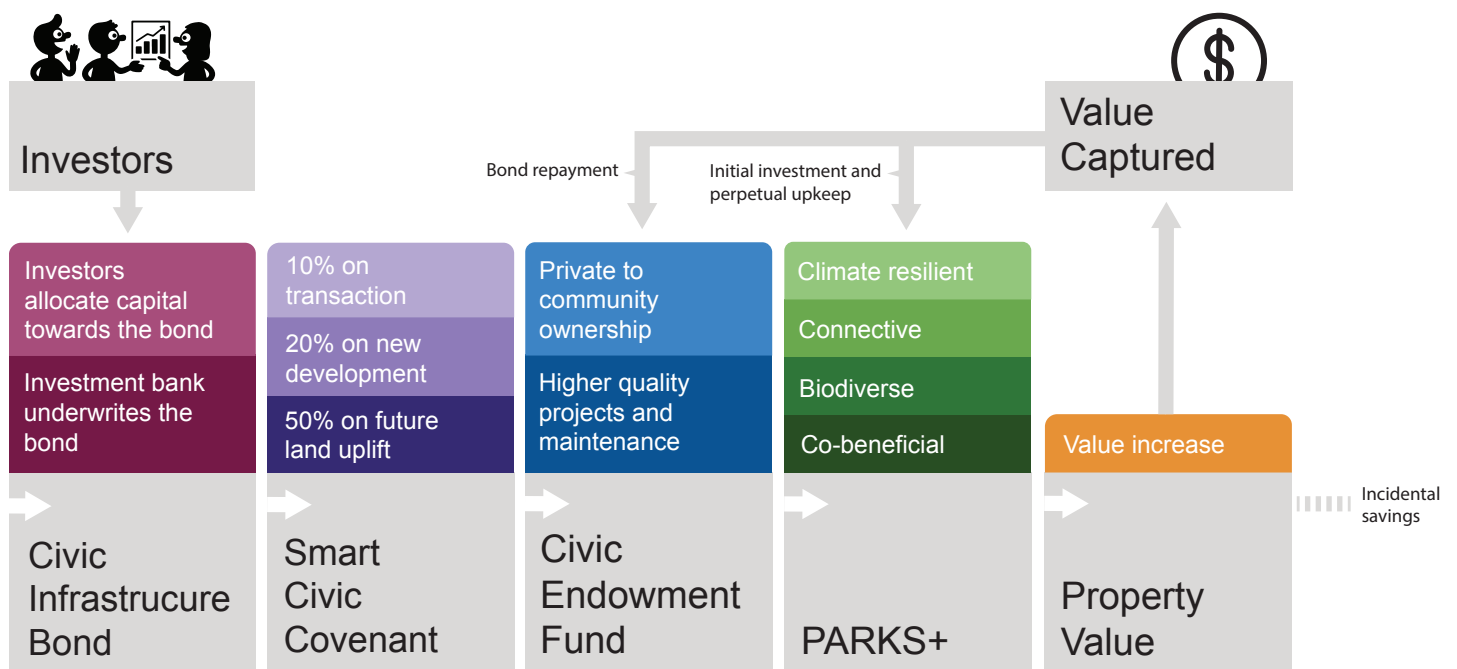 Investors
Value
Captured
Bond repayment
Initial investment and
perpetual upkeep
Investors
allocate capital
towards the bond
Investment bank
underwrites the
bond
Civic
Infrastrucure
Bond
10% on
transaction
20% on new
development
50% on future
land uplift
Smart
Civic
Covenant
Private to
community
ownership
Higher quality
projects and
maintenance
Civic
Endowment
Fund
Climate resilient
Connective
Biodiverse
Co-beneficial
PARKS+
Value increase
Property
Value
Incidental
savings
$